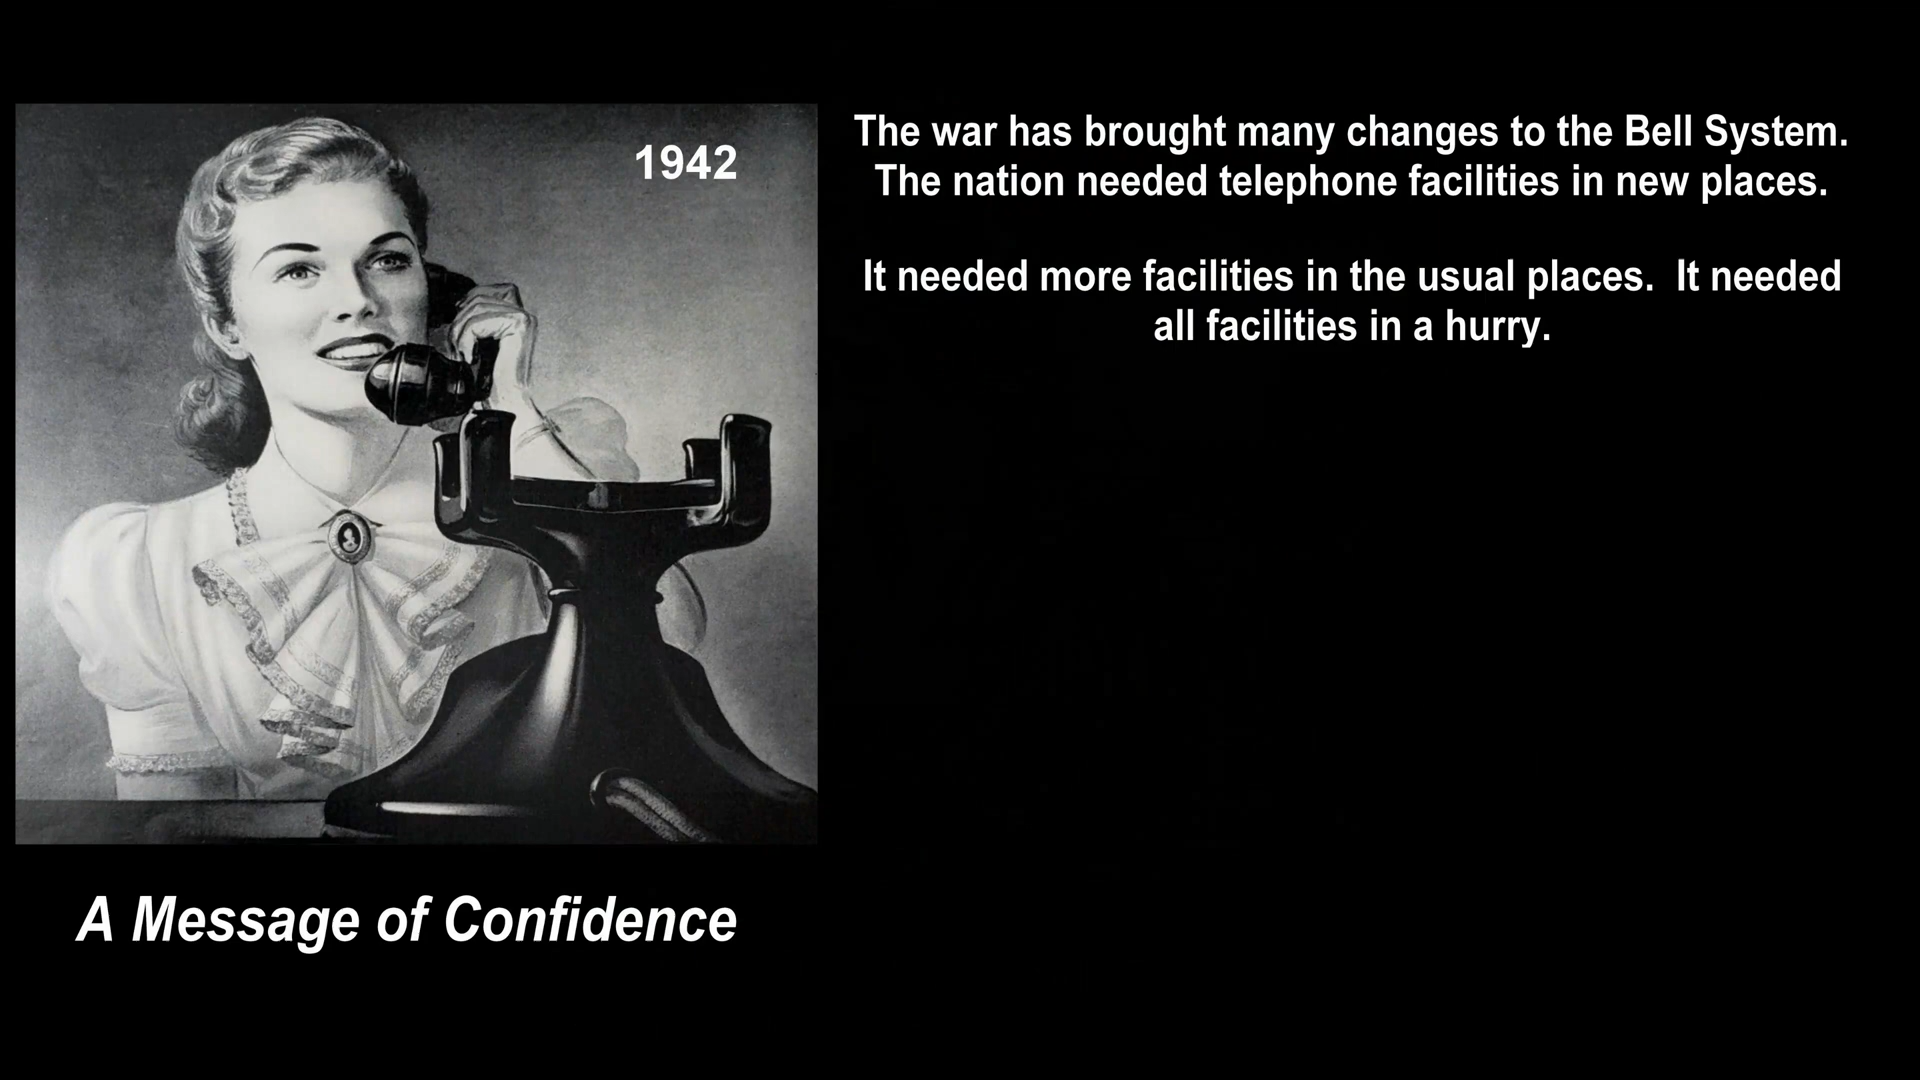 1942
The war has brought many changes to the Bell System.
The nation needed telephone facilities in new places.
It needed more facilities in the usual places.  It needed
all facilities in a hurry.
A Message of Confidence